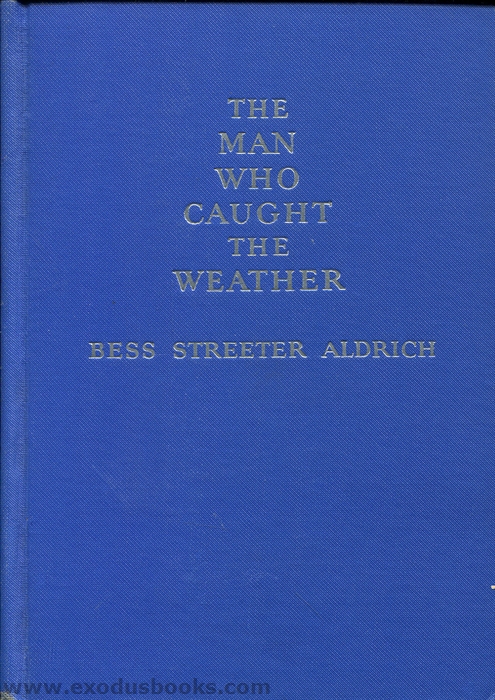 THE
MAN
WHO
CAUGHT
THE
WEATHER
BESS STREETER ALDRICH
www.exodusbooks.com